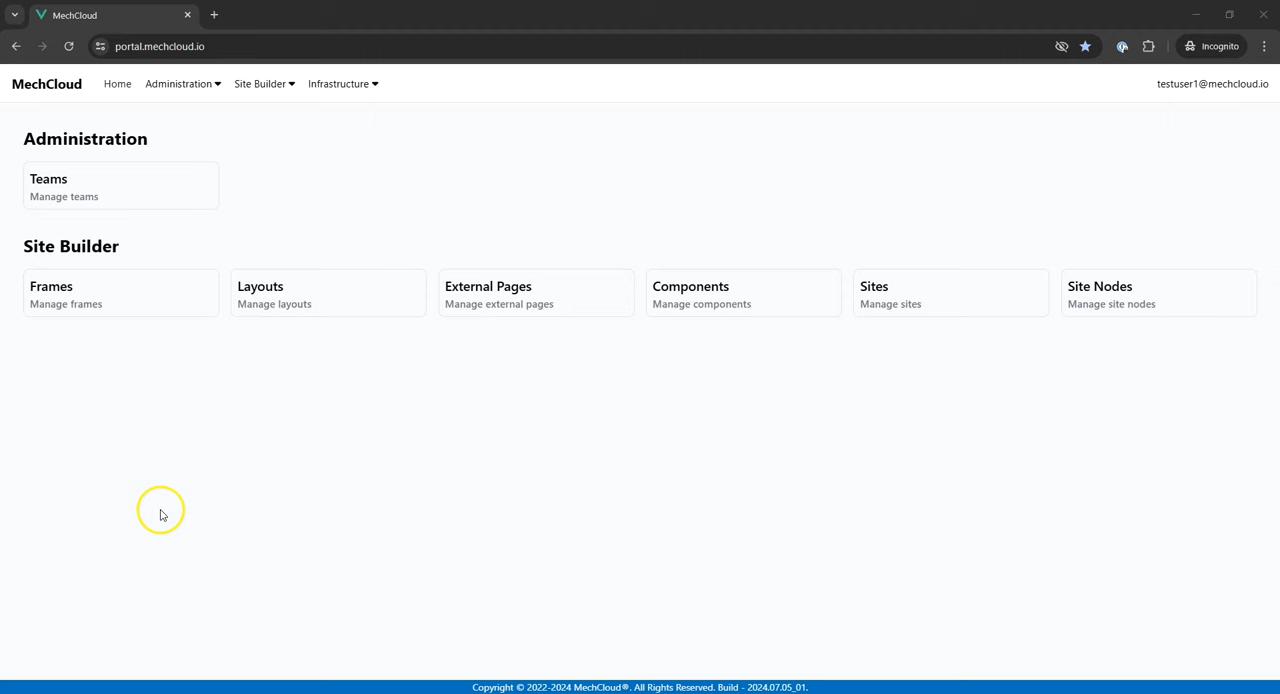 MechCloud
portal.mechcloud.io
Incognito
MechCloud Home Administration Site Builder Infrastructure testuser1@mechcloud.io
Administration
Teams
Manage teams
Site Builder
Frames
Manage frames
Layouts
Manage layouts
External Pages
Manage external pages
Components
Manage components
Sites
Manage sites
Site Nodes
Manage site nodes
Copyright © 2022-2024 MechCloud®. All Rights Reserved. Build - 2024.07.05_01.